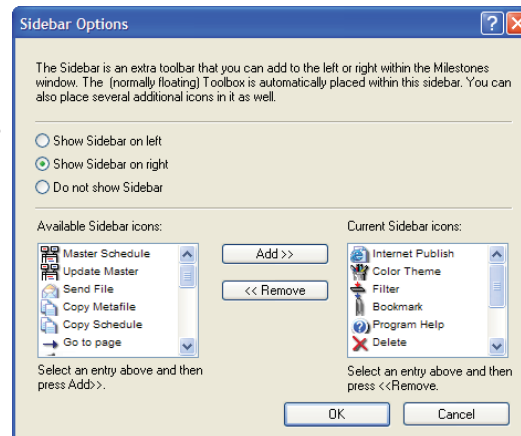 Sidebar Options
The Sidebar is an extra toolbar that you can add to the left or right within the Milestones
window. The (normally floating) Toolbox is automatically placed within this sidebar. You can
also place several additional icons in it as well.
Show Sidebar on left
Show Sidebar on right
Do not show Sidebar
Available Sidebar icons:
Master Schedule
Update Master
Send File
Copy Metafile
Copy Schedule
Go to page
Select an entry above and then
press Add>>.
Add >>
<< Remove
Current Sidebar icons:
Internet Publish
Color Theme
Filter
Bookmark
Program Help
Delete
Select an entry above and then
press <<Remove.
OK
Cancel